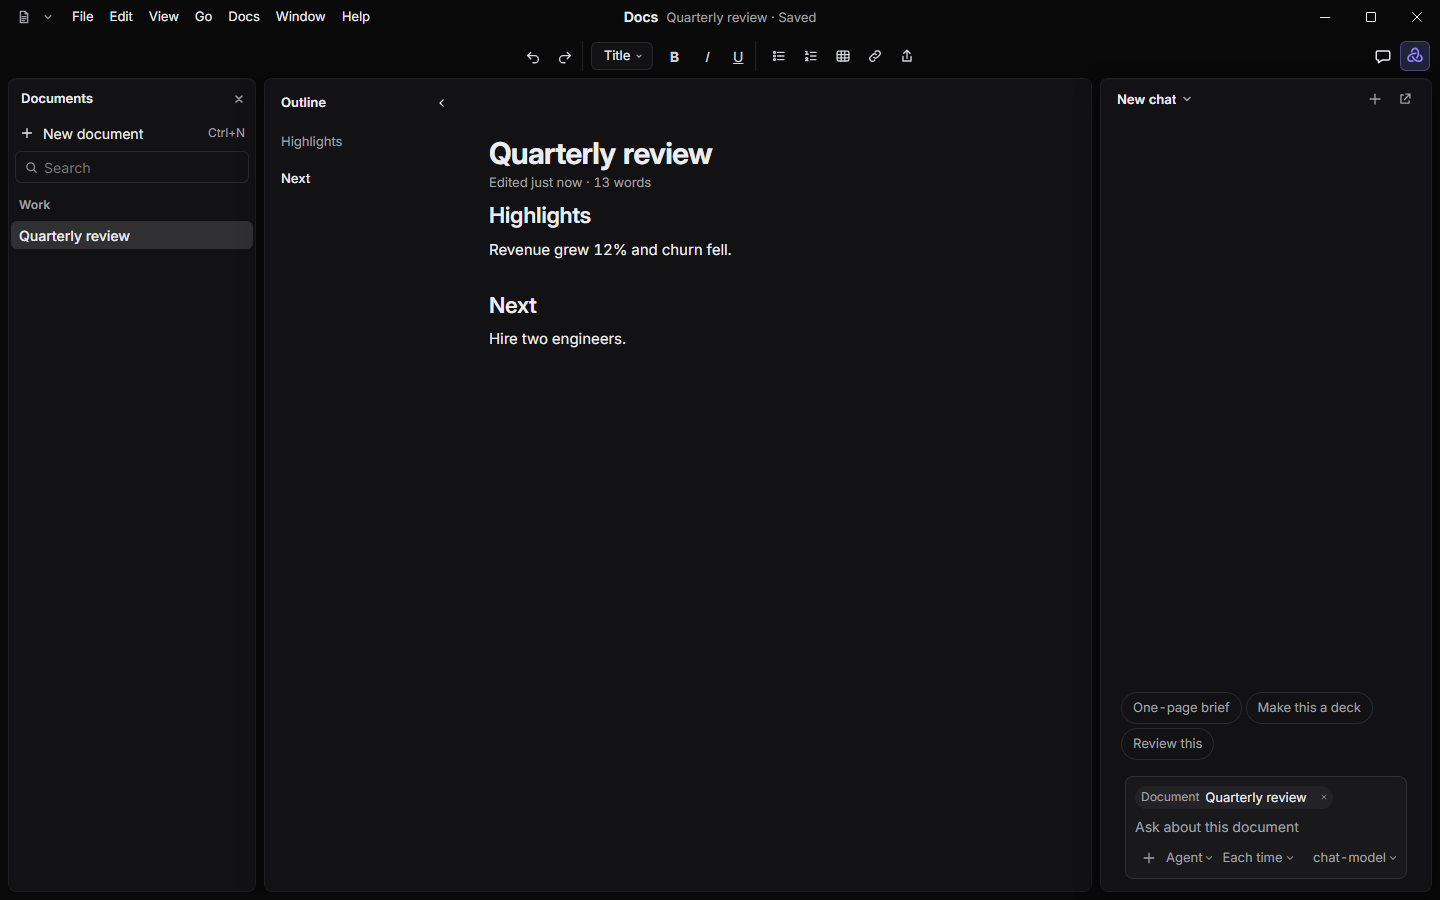 File Edit View Go Docs Window Help
Docs Quarterly review · Saved
Title B I U
Documents
New document Ctrl+N
Search
Work
Quarterly review
Outline
Highlights
Next
Quarterly review
Edited just now · 13 words
Highlights
Revenue grew 12% and churn fell.
Next
Hire two engineers.
New chat
One-page brief
Make this a deck
Review this
Document Quarterly review ×
Ask about this document
Agent Each time chat-model